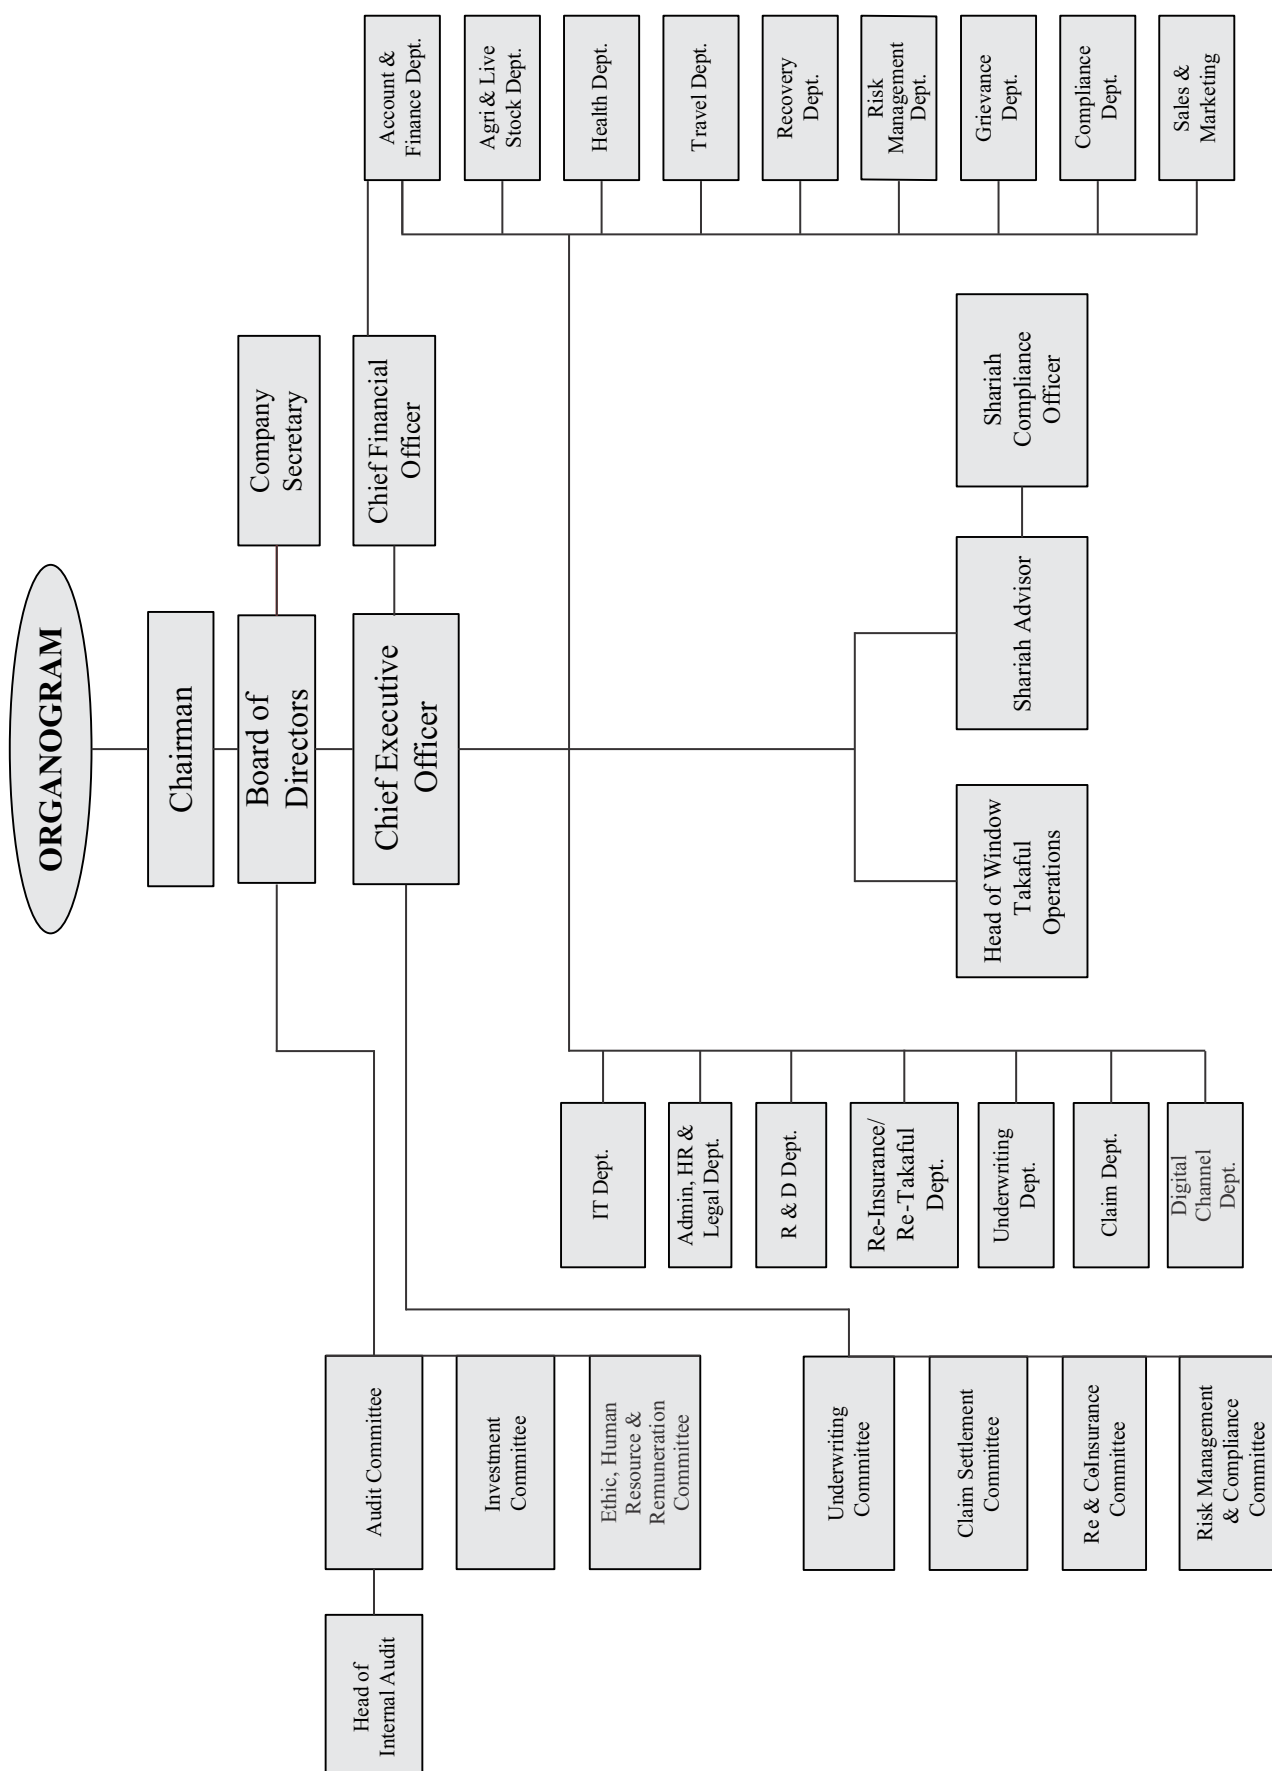 ORGANOGRAM
Chairman
Board of
Directors
Company
Secretary
Chief Executive
Officer
Chief Financial
Officer
Head of
Internal Audit
Audit Committee
Investment
Committee
Ethic, Human
Resource &
Remuneration
Committee
Underwriting
Committee
Claim Settlement
Committee
Re & Co-Insurance
Committee
Risk Management
& Compliance
Committee
IT Dept.
Admin, HR &
Legal Dept.
R & D Dept.
Re-Insurance/
Re-Takaful
Dept.
Underwriting
Dept.
Claim Dept.
Digital
Channel
Dept.
Head of Window
Takaful
Operations
Shariah Advisor
Shariah
Compliance
Officer
Account &
Finance Dept.
Agri & Live
Stock Dept.
Health Dept.
Travel Dept.
Recovery
Dept.
Risk
Management
Dept.
Grievance
Dept.
Compliance
Dept.
Sales &
Marketing